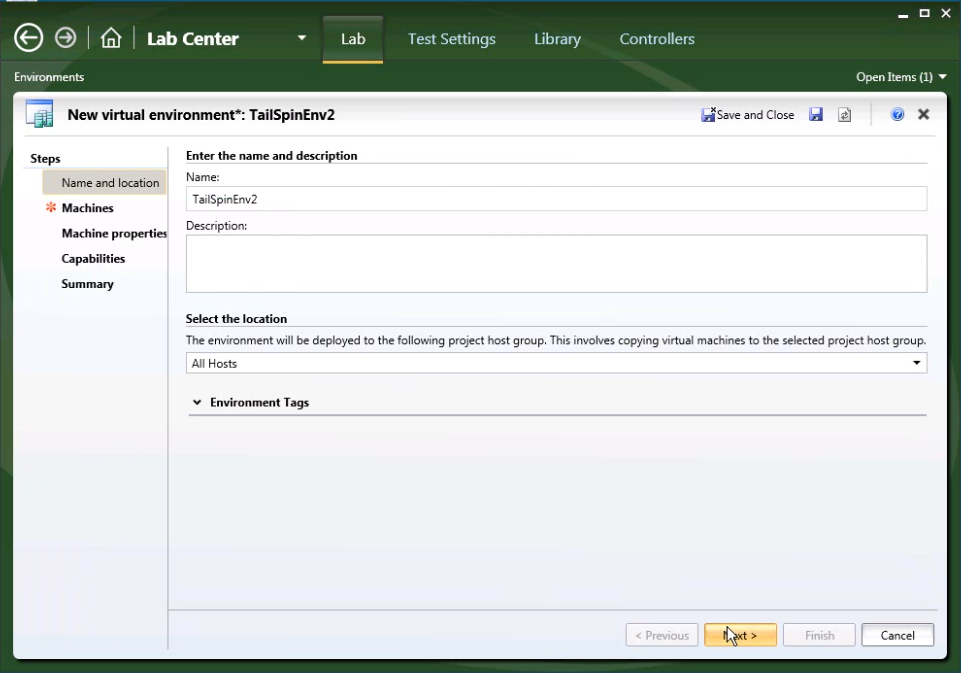 Lab Center
Lab
Test Settings
Library
Controllers
Environments
Open Items (1)
New virtual environment*: TailSpinEnv2
Save and Close
Steps
Name and location
Machines
Machine properties
Capabilities
Summary
Enter the name and description
Name:
TailSpinEnv2
Description:
Select the location
The environment will be deployed to the following project host group. This involves copying virtual machines to the selected project host group.
All Hosts
Environment Tags
< Previous
Next >
Finish
Cancel